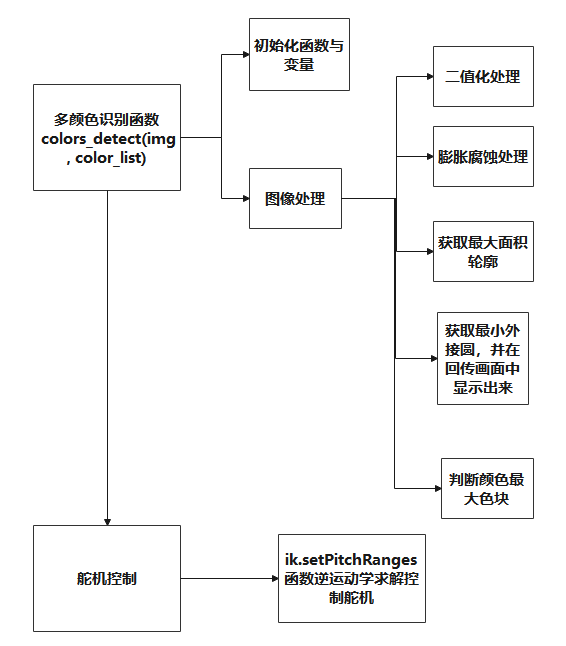 初始化函数与
变量
二值化处理
多颜色识别函数
colors_detect(img
, color_list)
膨胀腐蚀处理
图像处理
获取最大面积
轮廓
获取最小外
接圆，并在
回传画面中
显示出来
判断颜色最
大色块
舵机控制
ik.setPitchRanges
函数逆运动学求解控
制舵机